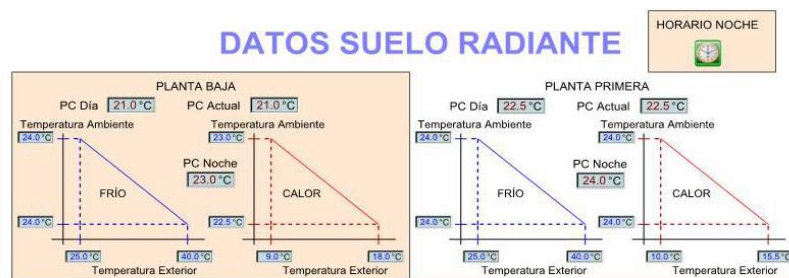 DATOS SUELO RADIANTE
HORARIO NOCHE
PLANTA BAJA
PC Día 21.0 °C PC Actual 21.0 °C
Temperatura Ambiente Temperatura Ambiente
24.0 °C 23.0 °C
PC Noche
23.0 °C
FRÍO CALOR
24.0 °C 22.5 °C
25.0 °C 40.0 °C 9.0 °C 18.0 °C
Temperatura Exterior Temperatura Exterior
PLANTA PRIMERA
PC Día 22.5 °C PC Actual 22.5 °C
Temperatura Ambiente Temperatura Ambiente
24.0 °C 24.0 °C
PC Noche
24.0 °C
FRÍO CALOR
24.0 °C 24.0 °C
25.0 °C 40.0 °C 10.0 °C 15.5 °C
Temperatura Exterior Temperatura Exterior